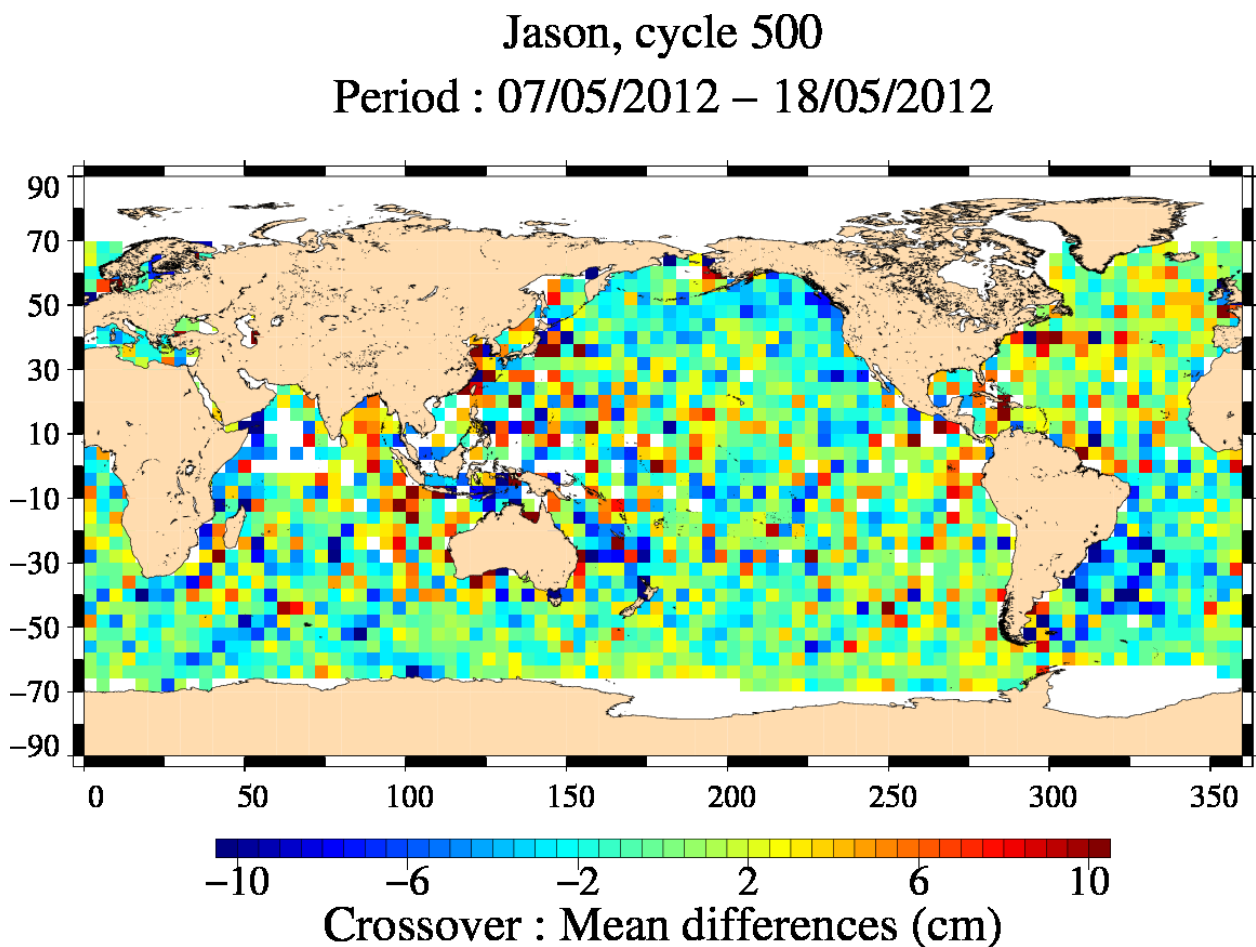 Jason, cycle 500
Period : 07/05/2012 – 18/05/2012
90
70
50
30
10
−10
−30
−50
−70
−90
0 50 100 150 200 250 300 350
−10 −6 −2 2 6 10
Crossover : Mean differences (cm)